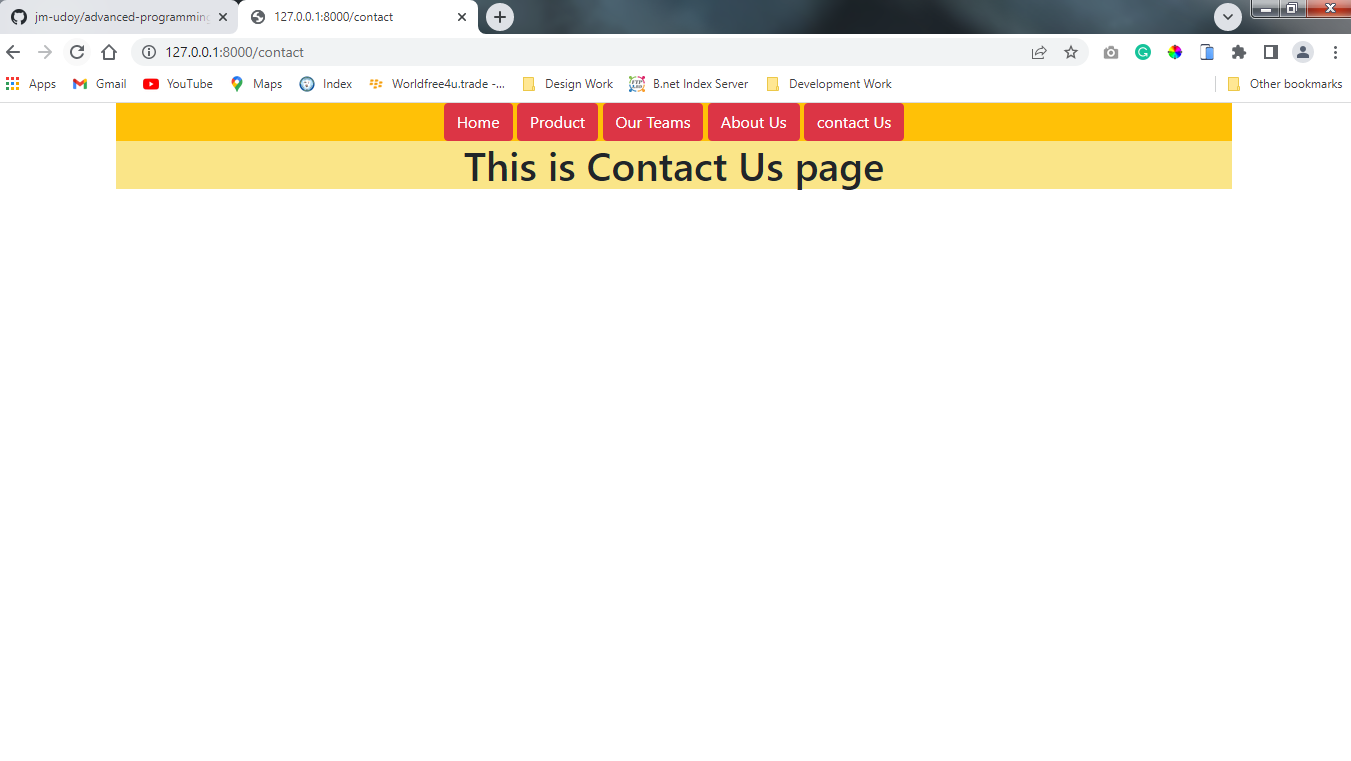 jm-udoy/advanced-programming
127.0.0.1:8000/contact
127.0.0.1:8000/contact
Apps Gmail YouTube Maps Index Worldfree4u.trade -... Design Work B.net Index Server Development Work Other bookmarks
Home Product Our Teams About Us contact Us
This is Contact Us page